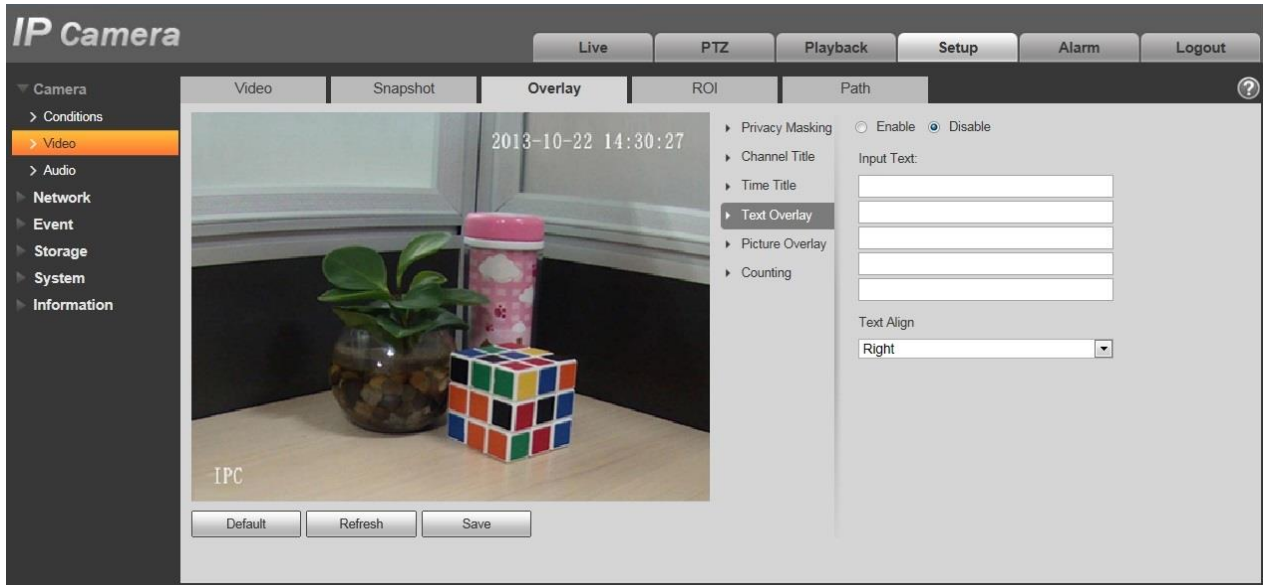 IP Camera
Live PTZ Playback Setup Alarm Logout
Camera
Conditions
Video
Audio
Network
Event
Storage
System
Information
Video Snapshot Overlay ROI Path
?
2013-10-22 14:30:27
IPC
Default Refresh Save
Privacy Masking
Channel Title
Time Title
Text Overlay
Picture Overlay
Counting
Enable Disable
Input Text:
Text Align
Right